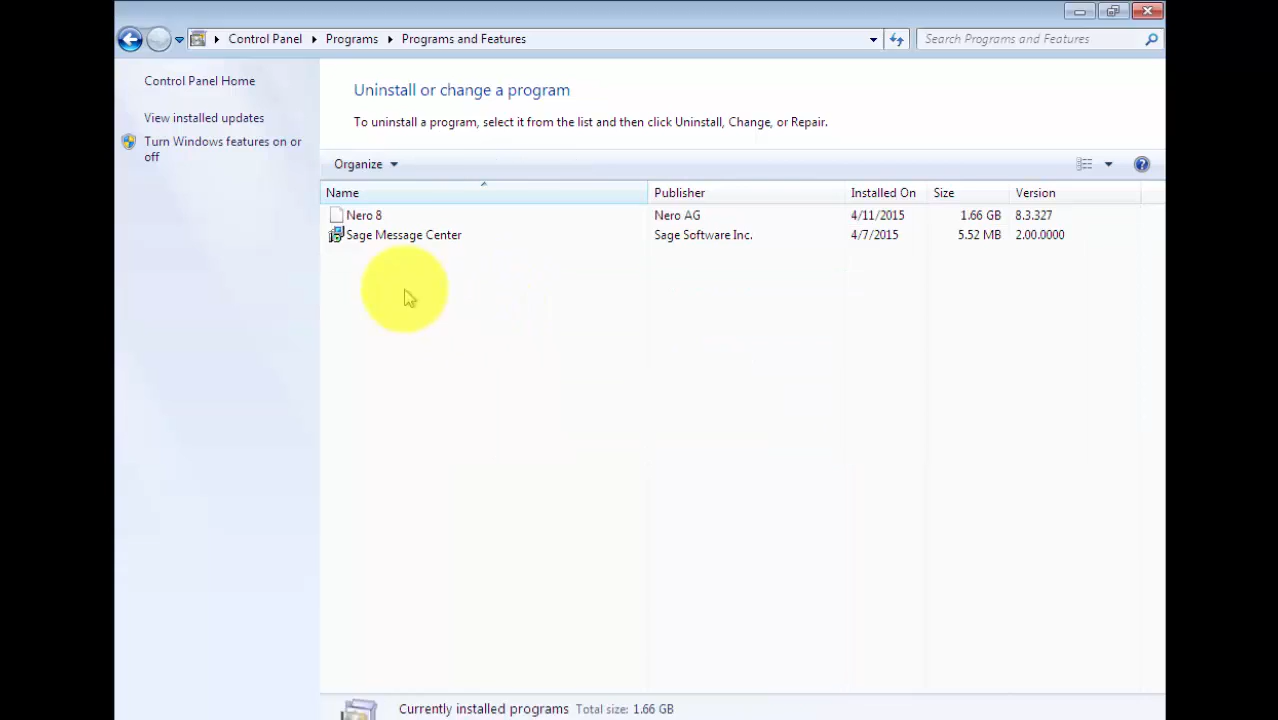 Control Panel Programs Programs and Features Search Programs and Features
Control Panel Home
View installed updates
Turn Windows features on or
off
Uninstall or change a program
To uninstall a program, select it from the list and then click Uninstall, Change, or Repair.
Organize
Name Publisher Installed On Size Version
Nero 8 Nero AG 4/11/2015 1.66 GB 8.3.327
Sage Message Center Sage Software Inc. 4/7/2015 5.52 MB 2.00.0000
Currently installed programs Total size: 1.66 GB